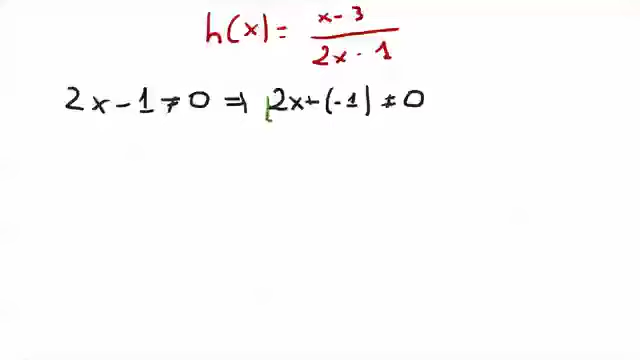 h(x) = x - 3 / 2x - 1
2x - 1 ≠ 0 ⇒ 2x + (-1) ≠ 0